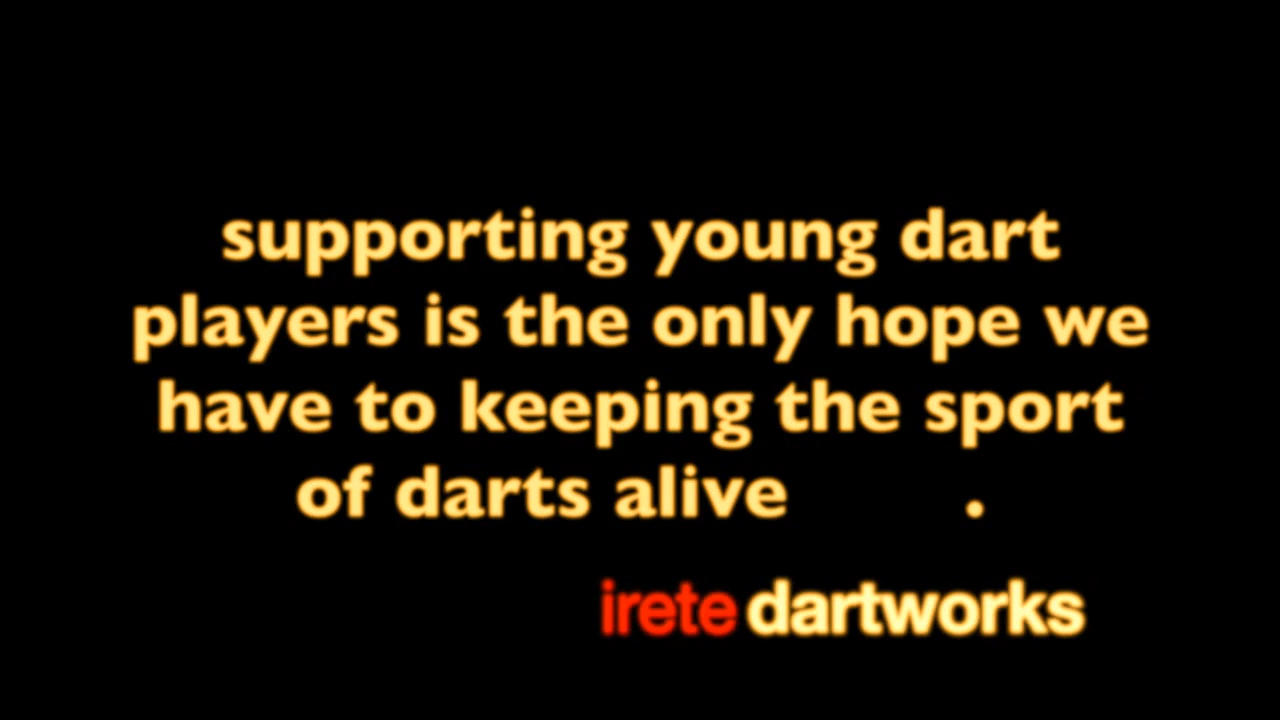 supporting young dart
players is the only hope we
have to keeping the sport
of darts alive .
irete dartworks